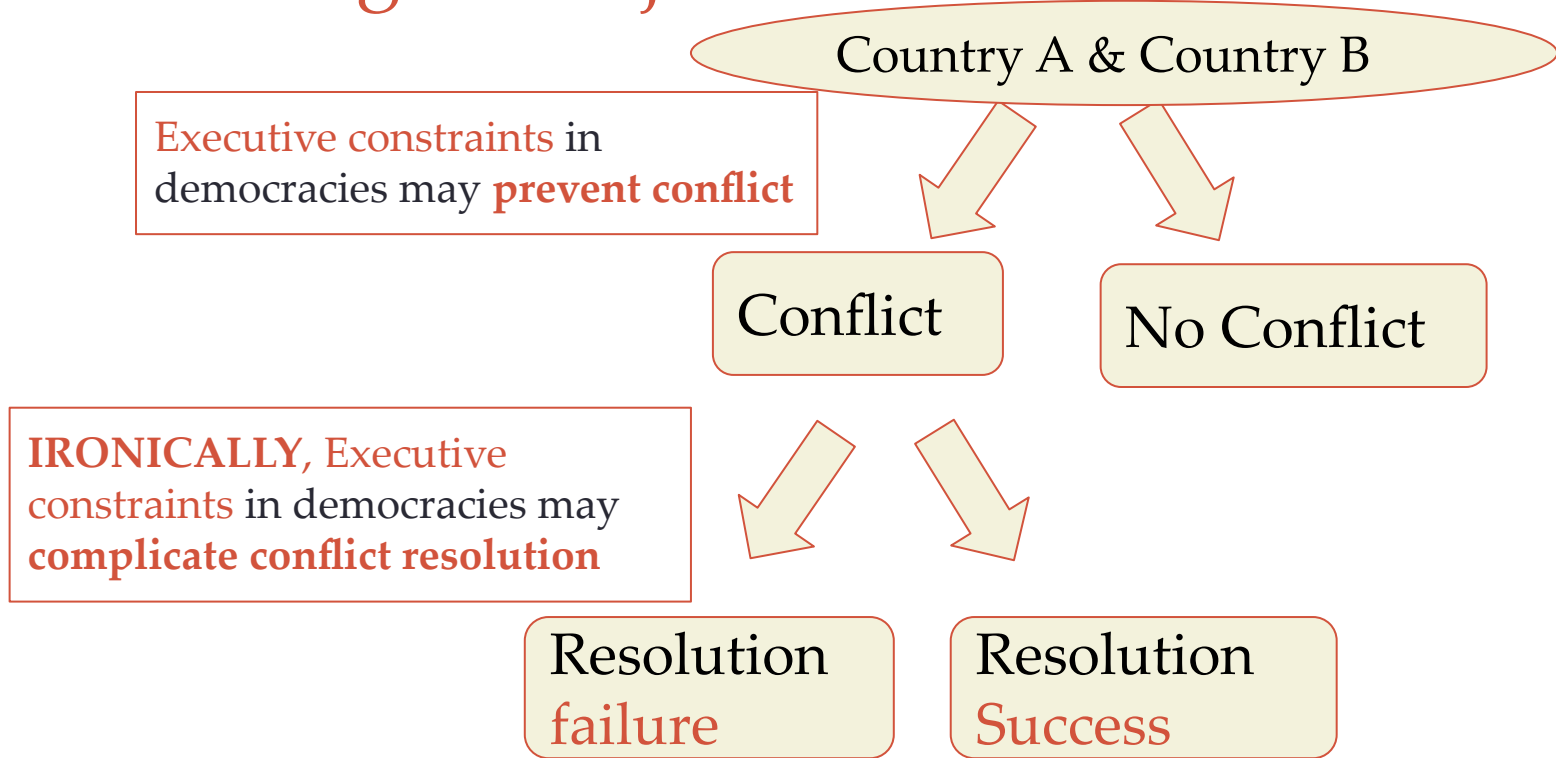 Country A & Country B
Executive constraints in
democracies may prevent conflict
Conflict
No Conflict
IRONICALLY, Executive
constraints in democracies may
complicate conflict resolution
Resolution
failure
Resolution
Success